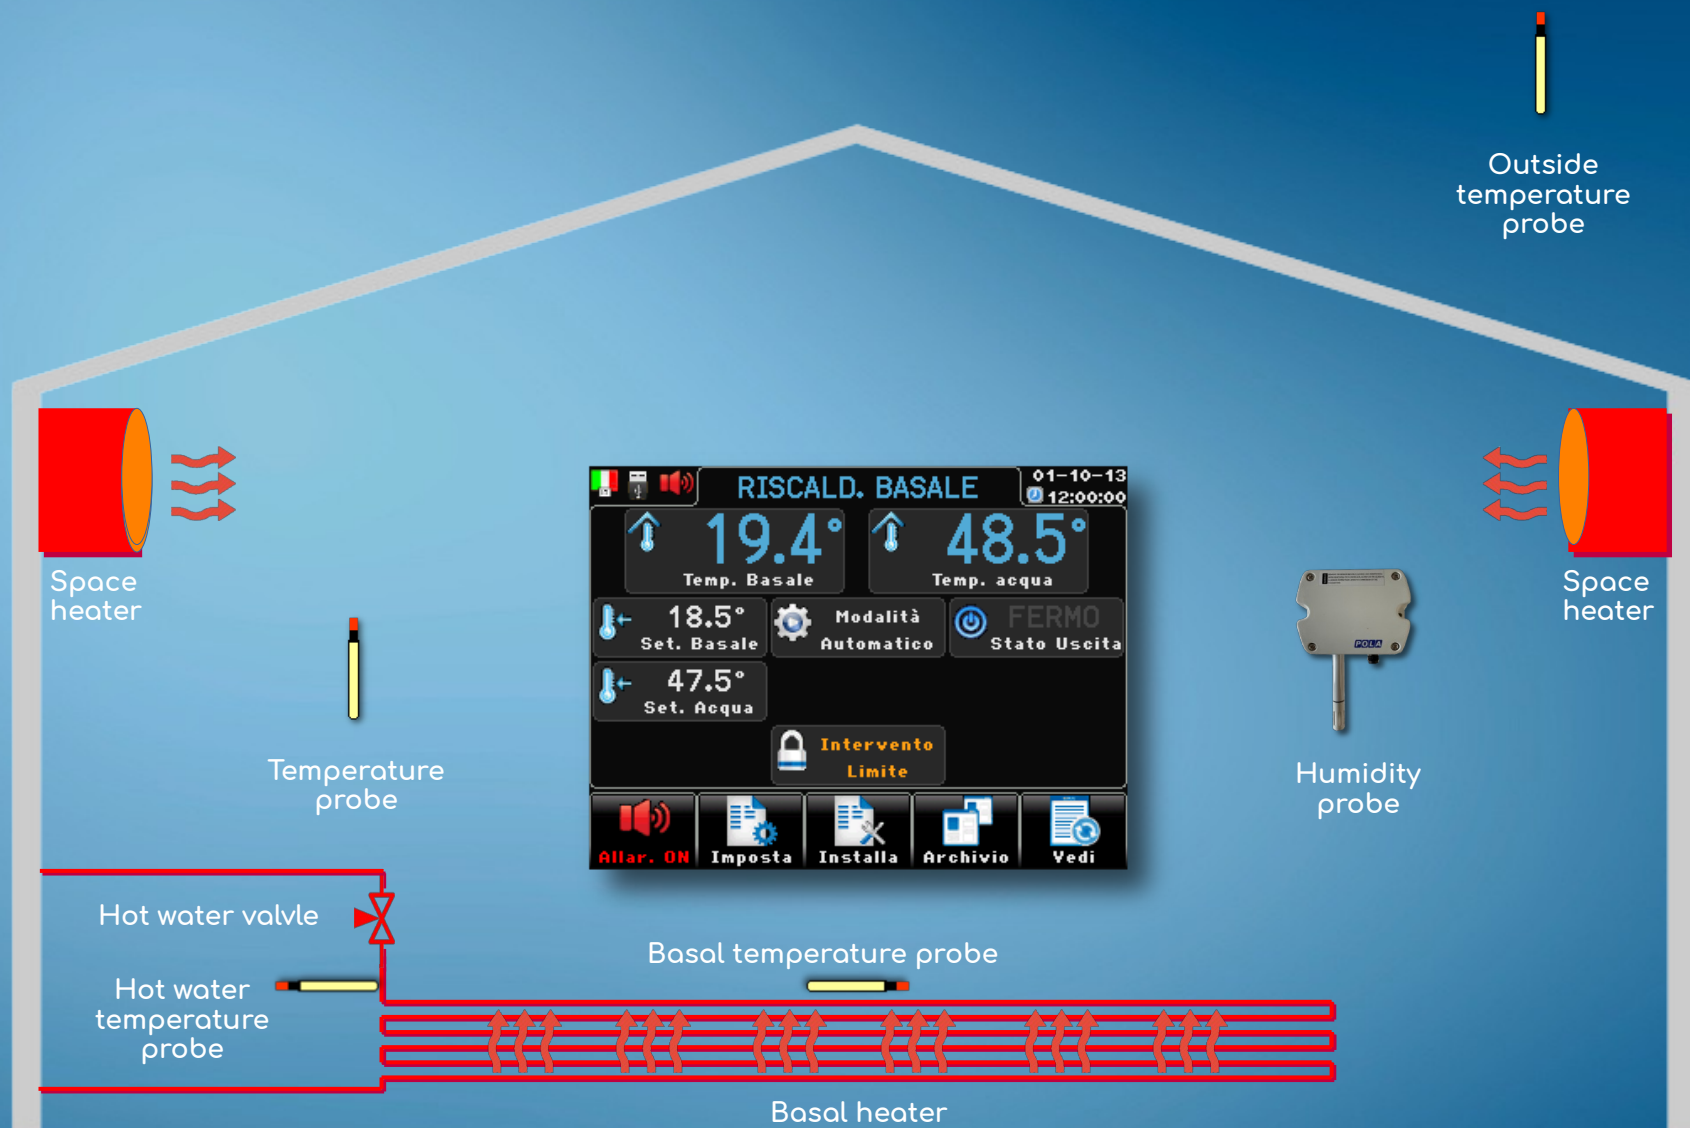 Outside
temperature
probe
RISCALD. BASALE
01-10-13
12:00:00
19.4°
Temp. Basale
48.5°
Temp. acqua
18.5°
Set. Basale
Modalità
Automatico
FERMO
Stato Uscita
47.5°
Set. Acqua
Intervento
Limite
Allar. ON
Imposta
Installa
Archivio
Vedi
Space
heater
Space
heater
POLA
Temperature
probe
Humidity
probe
Hot water valvle
Hot water
temperature
probe
Basal temperature probe
Basal heater